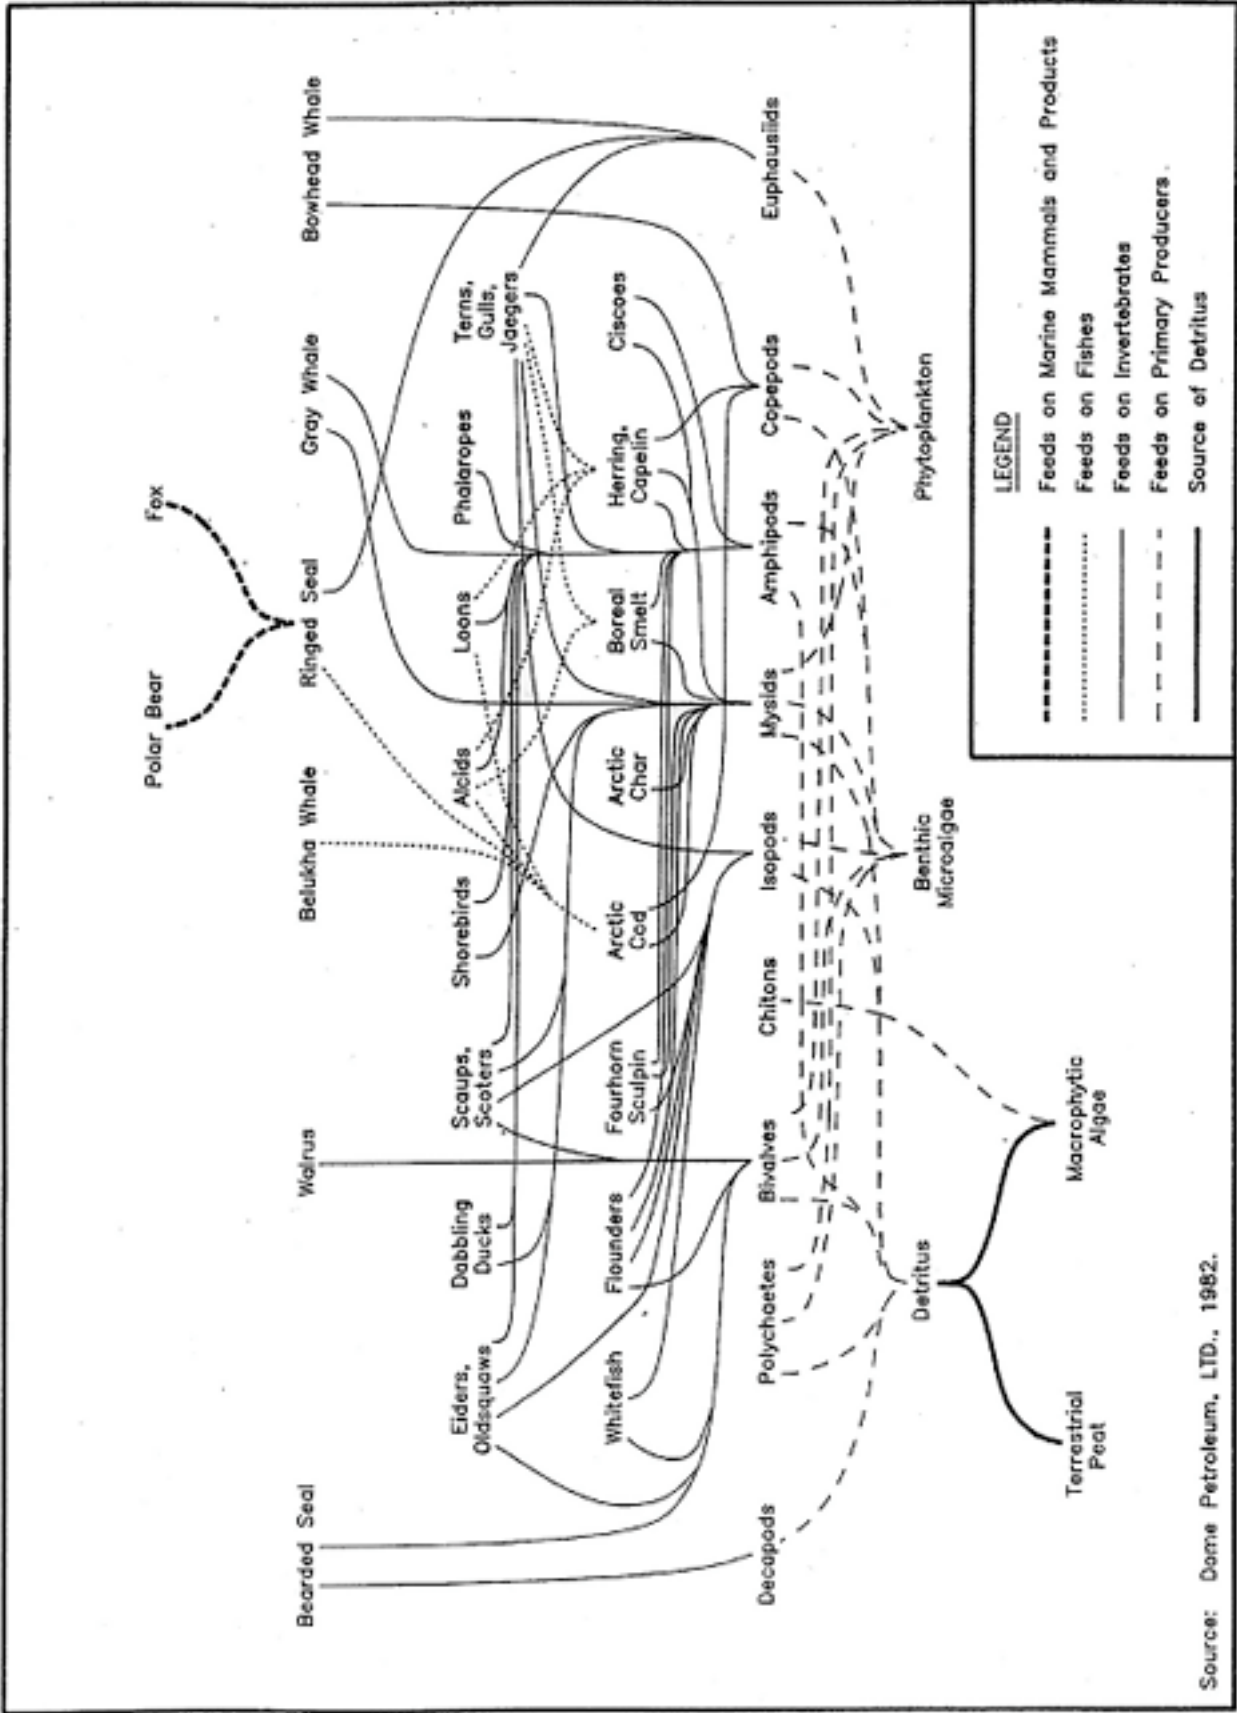 Polar Bear
Fox
Bearded Seal
Walrus
Belukha Whale
Ringed Seal
Gray Whale
Bowhead Whale
Eiders,
Oldsquaws
Dabbling
Ducks
Scaups,
Scoters
Shorebirds
Alcids
Loons
Phalaropes
Terns,
Gulls,
Jaegers
Whitefish
Flounders
Fourhorn
Sculpin
Arctic
Cod
Arctic
Char
Boreal
Smelt
Herring,
Capelin
Ciscoes
Decapods
Polychaetes
Bivalves
Chitons
Isopods
Mysids
Amphipods
Copepods
Euphausiids
Detritus
Benthic
Microalgae
Phytoplankton
Terrestrial
Peat
Macrophytic
Algae
LEGEND
Feeds on Marine Mammals and Products
Feeds on Fishes
Feeds on Invertebrates
Feeds on Primary Producers
Source of Detritus
Source: Dome Petroleum, LTD., 1982.